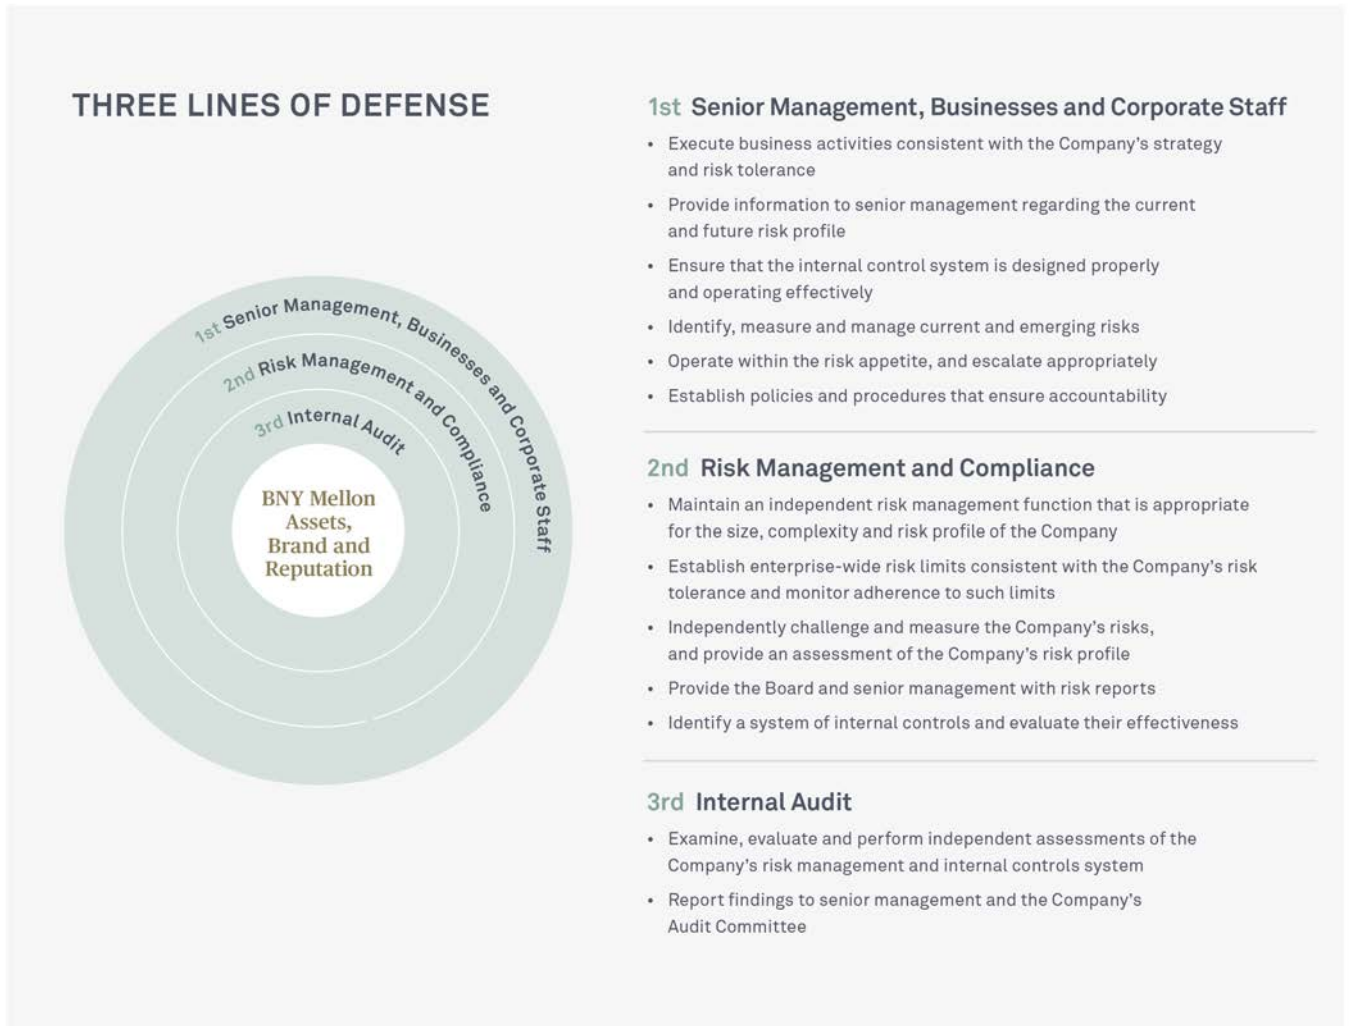 THREE LINES OF DEFENSE
1st Senior Management, Businesses and Corporate Staff
2nd Risk Management and Compliance
3rd Internal Audit
BNY Mellon
Assets,
Brand and
Reputation
1st Senior Management, Businesses and Corporate Staff
• Execute business activities consistent with the Company's strategy
and risk tolerance
• Provide information to senior management regarding the current
and future risk profile
• Ensure that the internal control system is designed properly
and operating effectively
• Identify, measure and manage current and emerging risks
• Operate within the risk appetite, and escalate appropriately
• Establish policies and procedures that ensure accountability
2nd Risk Management and Compliance
• Maintain an independent risk management function that is appropriate
for the size, complexity and risk profile of the Company
• Establish enterprise-wide risk limits consistent with the Company's risk
tolerance and monitor adherence to such limits
• Independently challenge and measure the Company's risks,
and provide an assessment of the Company's risk profile
• Provide the Board and senior management with risk reports
• Identify a system of internal controls and evaluate their effectiveness
3rd Internal Audit
• Examine, evaluate and perform independent assessments of the
Company's risk management and internal controls system
• Report findings to senior management and the Company's
Audit Committee